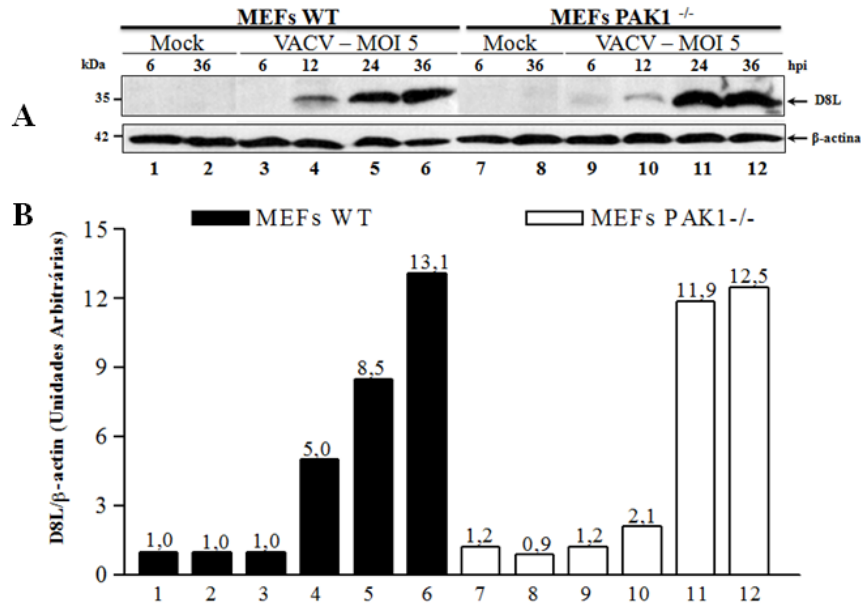 MEFs WT MEFs PAK1 -/-
Mock VACV – MOI 5 Mock VACV – MOI 5
kDa 6 36 6 12 24 36 6 36 6 12 24 36 hpi
35 D8L
A
42 β-actina
1 2 3 4 5 6 7 8 9 10 11 12
B MEFs WT MEFs PAK1-/-
D8L/β-actin (Unidades Arbitrárias)
15
12
9
6
3
0
1,0 1,0 1,0 5,0 8,5 13,1 1,2 0,9 1,2 2,1 11,9 12,5
1 2 3 4 5 6 7 8 9 10 11 12